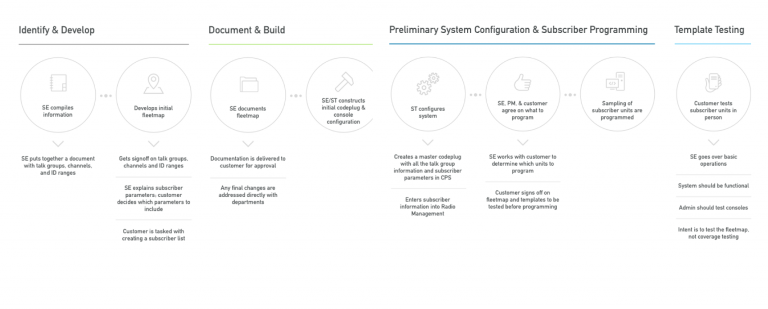 Identify & Develop
SE compiles
information
SE puts together a document
with talk groups, channels,
and ID ranges
Develops initial
fleetmap
Gets signoff on talk groups,
channels and ID ranges
SE explains subscriber
parameters; customer
decides which parameters to
include
Customer is tasked with
creating a subscriber list
Document & Build
SE documents
fleetmap
Documentation is delivered to
customer for approval
Any final changes are
addressed directly with
departments
SE/ST constructs
initial codeplug &
console
configuration
Preliminary System Configuration & Subscriber Programming
ST configures
system
Creates a master codeplug
with all the talk group
information and subscriber
parameters in CPS
Enters subscriber
information into Radio
Management
SE, PM, & customer
agree on what to
program
SE works with customer to
determine which units to
program
Customer signs off on
fleetmap and templates to be
tested before programming
Sampling of
subscriber units are
programmed
Template Testing
Customer tests
subscriber units in
person
SE goes over basic
operations
System should be functional
Admin should test consoles
Intent is to test the fleetmap,
not coverage testing